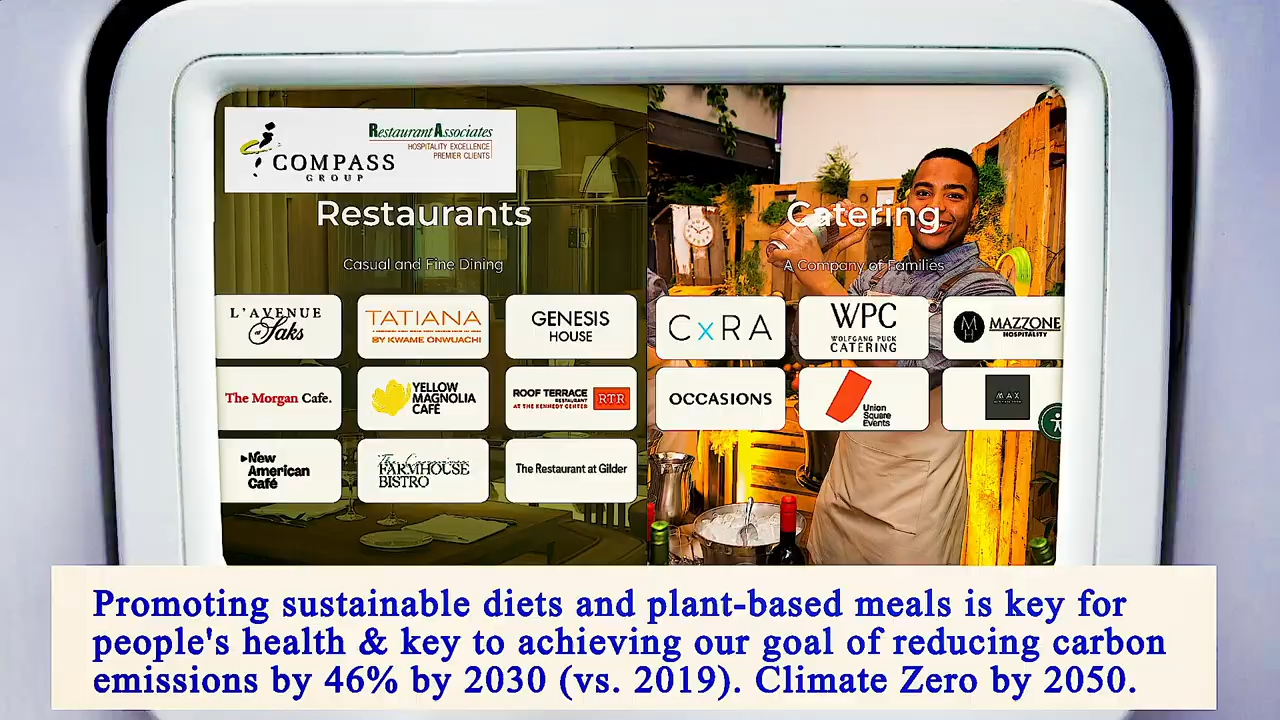 COMPASS
GROUP
Restaurant Associates
HOSPITALITY EXCELLENCE
PREMIER CLIENTS
Restaurants
Casual and Fine Dining
L'AVENUE
at
Saks
TATIANA
BY KWAME ONWUACHI
GENESIS
HOUSE
The Morgan Cafe.
YELLOW
MAGNOLIA
CAFÉ
ROOF TERRACE
RESTAURANT
AT THE KENNEDY CENTER
RTR
New
American
Café
FARMHOUSE
BISTRO
The Restaurant at Gilder
Catering
A Company of Families
CxRA
WPC
WOLFGANG PUCK
CATERING
MH
MAZZONE
HOSPITALITY
OCCASIONS
Union
Square
Events
MAX
Promoting sustainable diets and plant-based meals is key for
people's health & key to achieving our goal of reducing carbon
emissions by 46% by 2030 (vs. 2019). Climate Zero by 2050.